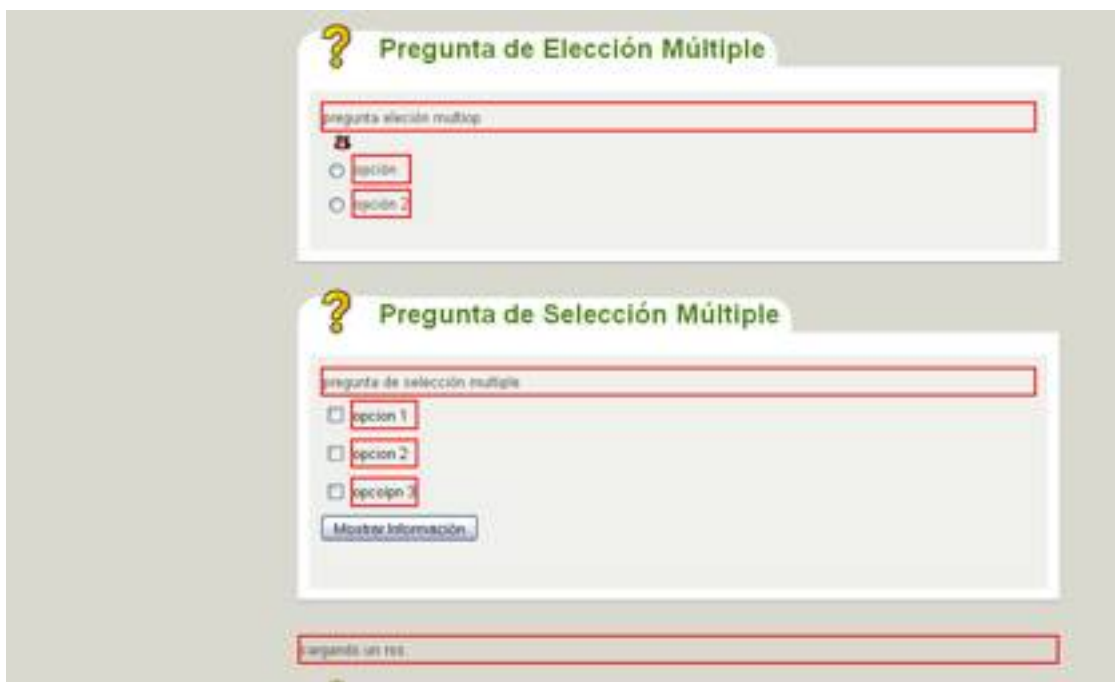 Pregunta de Elección Múltiple
pregunta eleción multiop
opción
opción 2
Pregunta de Selección Múltiple
pregunta de selección multiple
opcion 1
opcion 2
opcoipn 3
Mostrar Información
cargando un rss